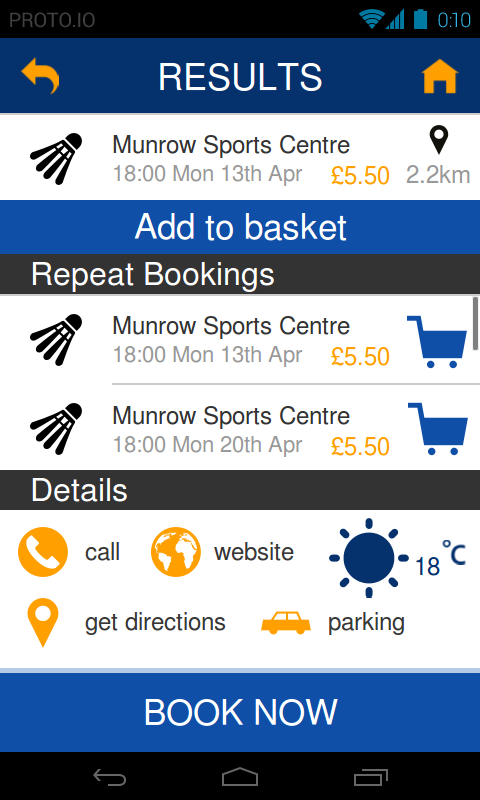 PROTO.IO 0:10
RESULTS
Munrow Sports Centre
18:00 Mon 13th Apr £5.50 2.2km
Add to basket
Repeat Bookings
Munrow Sports Centre
18:00 Mon 13th Apr £5.50
Munrow Sports Centre
18:00 Mon 20th Apr £5.50
Details
call website 18 °C
get directions parking
BOOK NOW